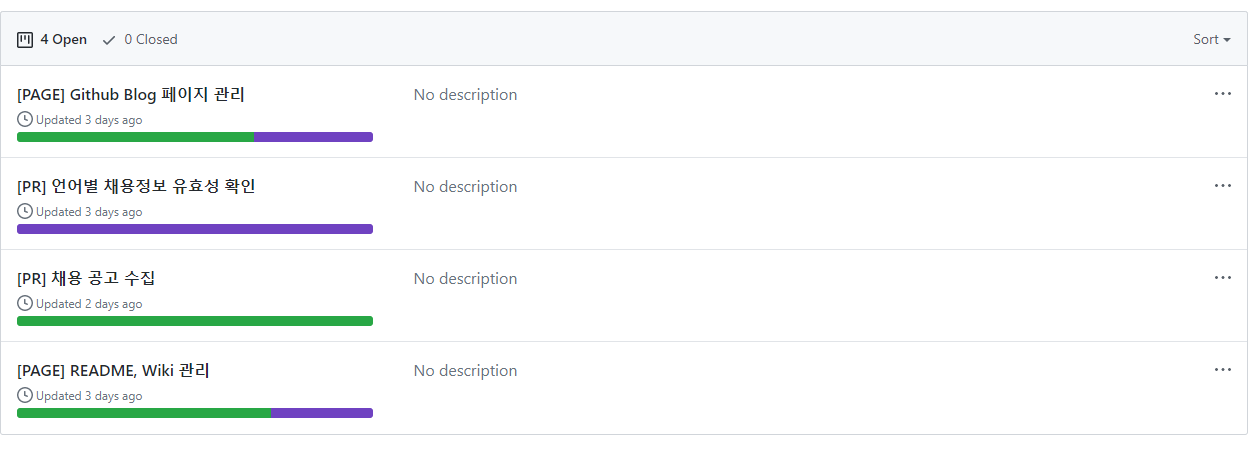 4 Open 0 Closed Sort
[PAGE] Github Blog 페이지 관리 No description
Updated 3 days ago
[PR] 언어별 채용정보 유효성 확인 No description
Updated 3 days ago
[PR] 채용 공고 수집 No description
Updated 2 days ago
[PAGE] README, Wiki 관리 No description
Updated 3 days ago